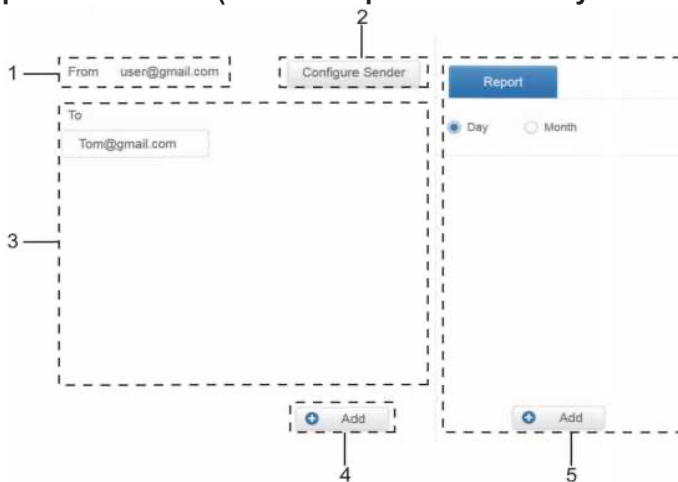 2
1
From user@gmail.com
Configure Sender
Report
To
Day
Month
Tom@gmail.com
3
Add
Add
4
5